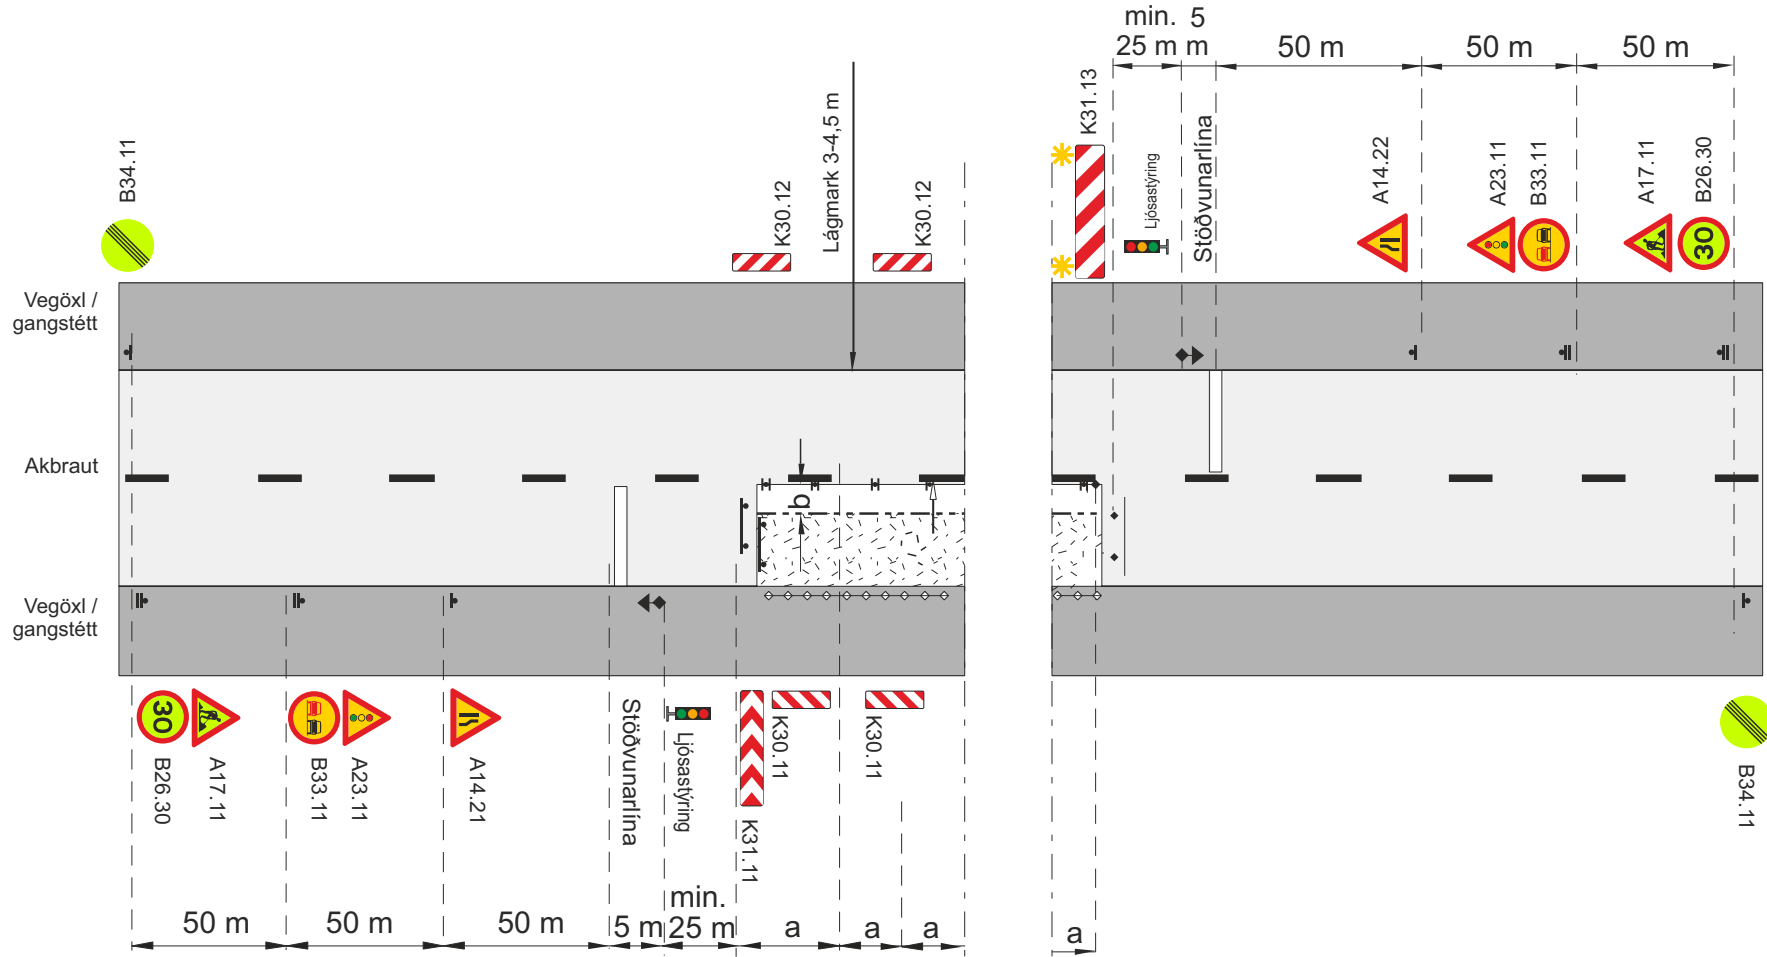 min. 5
25 m m
50 m
50 m
50 m
B34.11
K30.12
Lágmark 3-4,5 m
K30.12
K31.13
Ljósastýring
Stöðvunarlína
A14.22
A23.11
B33.11
A17.11
B26.30
30
Vegöxl /
gangstétt
Akbraut
b
Vegöxl /
gangstétt
30
B26.30
A17.11
B33.11
A23.11
A14.21
Stöðvunarlína
Ljósastýring
K31.11
K30.11
K30.11
B34.11
50 m
50 m
50 m
5 m
min.
25 m
a
a
a
a